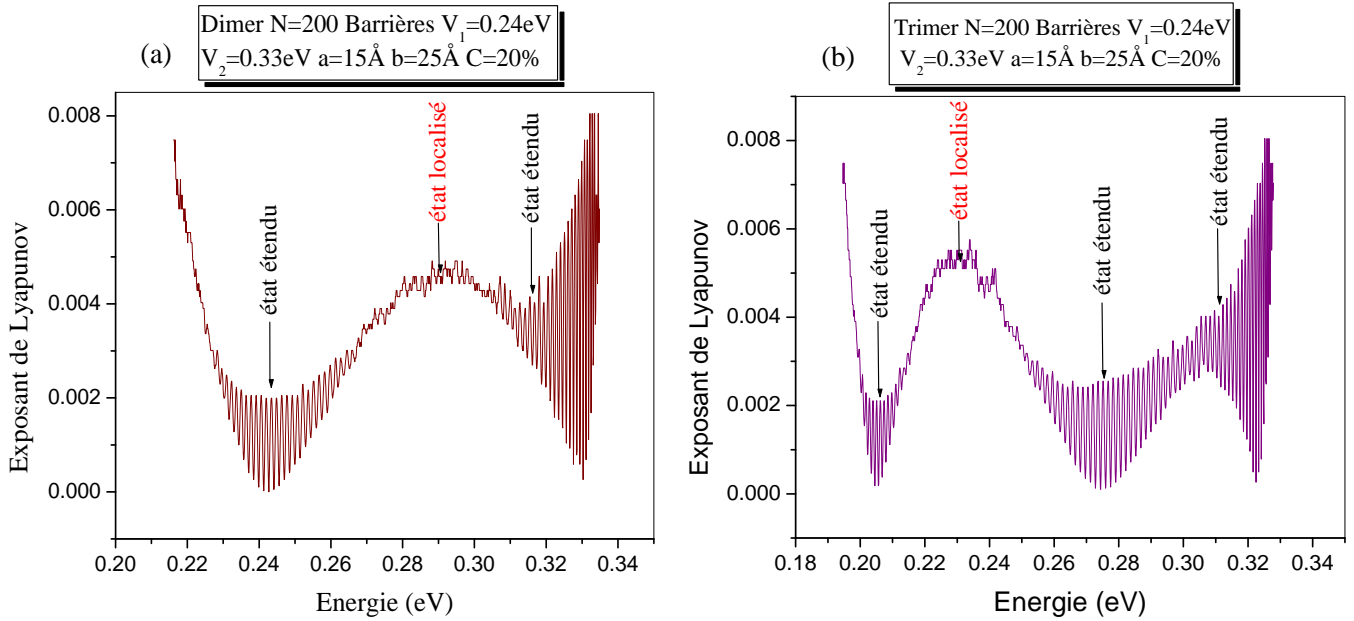 (a)
Dimer N=200 Barrières V₁=0.24eV
V₂=0.33eV a=15Å b=25Å C=20%
Exposant de Lyapunov
0.008
0.006
0.004
0.002
0.000
état étendu
état localisé
état étendu
0.20 0.22 0.24 0.26 0.28 0.30 0.32 0.34
Energie (eV)
(b)
Trimer N=200 Barrières V₁=0.24eV
V₂=0.33eV a=15Å b=25Å C=20%
Exposant de Lyapunov
0.008
0.006
0.004
0.002
0.000
état étendu
état localisé
état étendu
état étendu
0.18 0.20 0.22 0.24 0.26 0.28 0.30 0.32 0.34
Energie (eV)